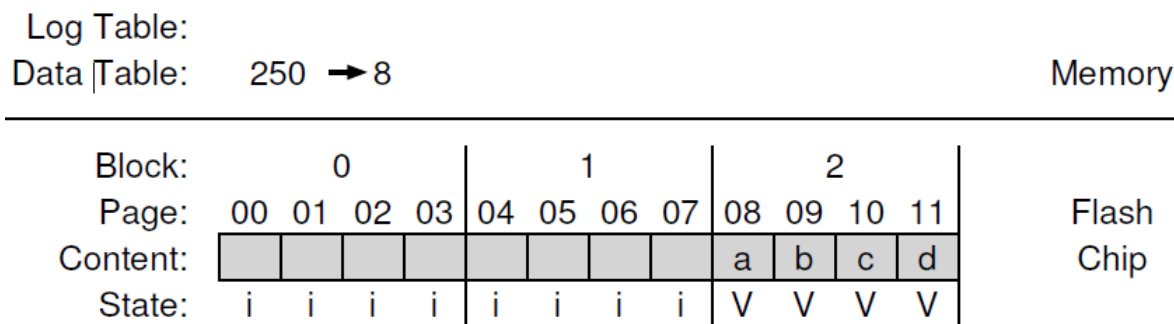 Log Table:
Data Table: 250 → 8 Memory
Block: 0 1 2
Page: 00 01 02 03 04 05 06 07 08 09 10 11 Flash
Content: a b c d Chip
State: i i i i i i i i V V V V